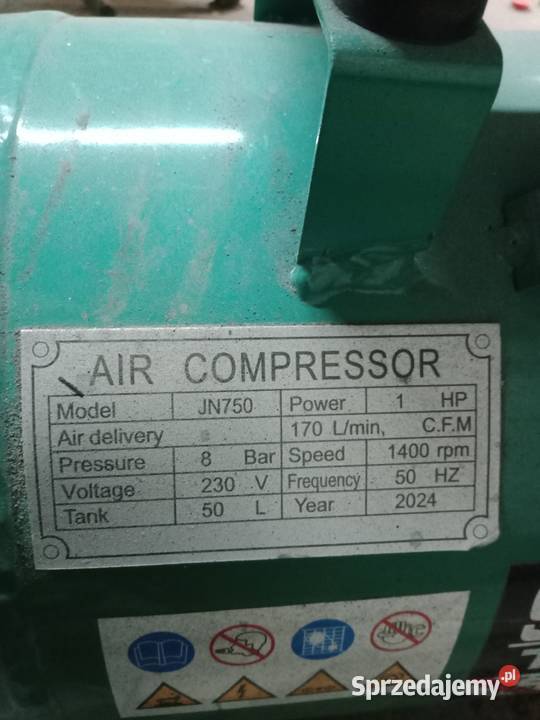 AIR COMPRESSOR
Model JN750 Power 1 HP
Air delivery 170 L/min, C.F.M
Pressure 8 Bar Speed 1400 rpm
Voltage 230 V Frequency 50 HZ
Tank 50 L Year 2024
Sprzedajemy.pl